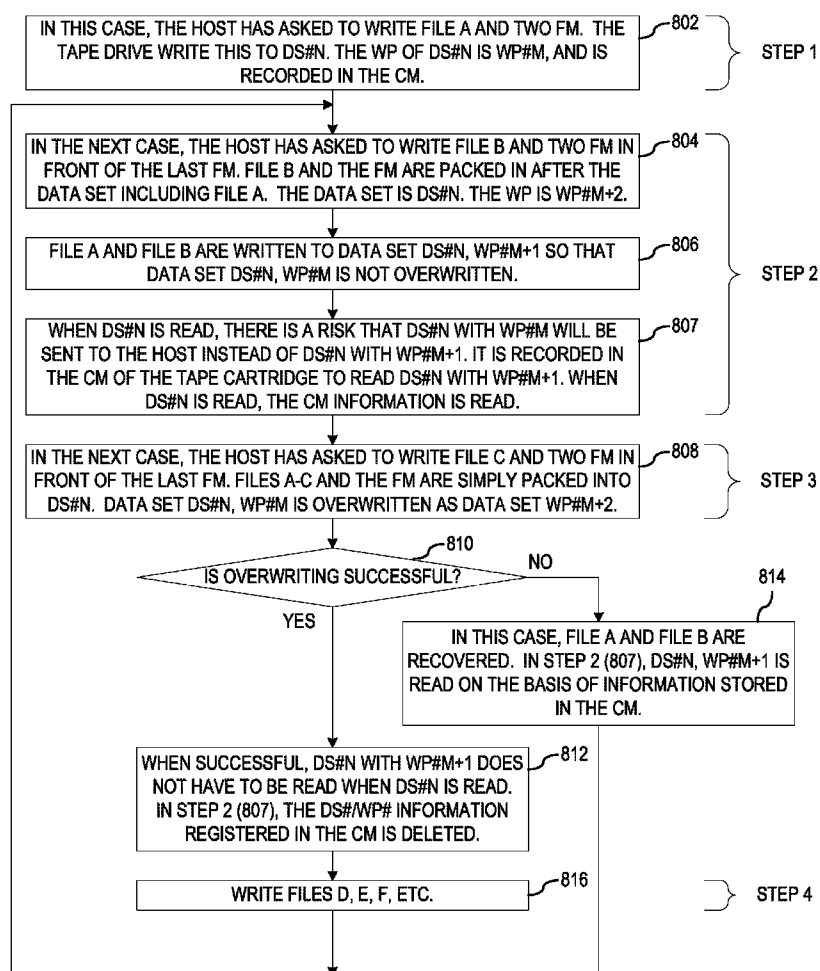 IN THIS CASE, THE HOST HAS ASKED TO WRITE FILE A AND TWO FM. THE
TAPE DRIVE WRITE THIS TO DS#N. THE WP OF DS#N IS WP#M, AND IS
RECORDED IN THE CM.
802
STEP 1
IN THE NEXT CASE, THE HOST HAS ASKED TO WRITE FILE B AND TWO FM IN
FRONT OF THE LAST FM. FILE B AND THE FM ARE PACKED IN AFTER THE
DATA SET INCLUDING FILE A. THE DATA SET IS DS#N. THE WP IS WP#M+2.
804
FILE A AND FILE B ARE WRITTEN TO DATA SET DS#N, WP#M+1 SO THAT
DATA SET DS#N, WP#M IS NOT OVERWRITTEN.
806
STEP 2
WHEN DS#N IS READ, THERE IS A RISK THAT DS#N WITH WP#M WILL BE
SENT TO THE HOST INSTEAD OF DS#N WITH WP#M+1. IT IS RECORDED IN
THE CM OF THE TAPE CARTRIDGE TO READ DS#N WITH WP#M+1. WHEN
DS#N IS READ, THE CM INFORMATION IS READ.
807
IN THE NEXT CASE, THE HOST HAS ASKED TO WRITE FILE C AND TWO FM IN
FRONT OF THE LAST FM. FILES A-C AND THE FM ARE SIMPLY PACKED INTO
DS#N. DATA SET DS#N, WP#M IS OVERWRITTEN AS DATA SET WP#M+2.
808
STEP 3
IS OVERWRITING SUCCESSFUL?
810
NO
YES
814
IN THIS CASE, FILE A AND FILE B ARE
RECOVERED. IN STEP 2 (807), DS#N, WP#M+1 IS
READ ON THE BASIS OF INFORMATION STORED
IN THE CM.
WHEN SUCCESSFUL, DS#N WITH WP#M+1 DOES
NOT HAVE TO BE READ WHEN DS#N IS READ.
IN STEP 2 (807), THE DS#/WP# INFORMATION
REGISTERED IN THE CM IS DELETED.
812
WRITE FILES D, E, F, ETC.
816
STEP 4